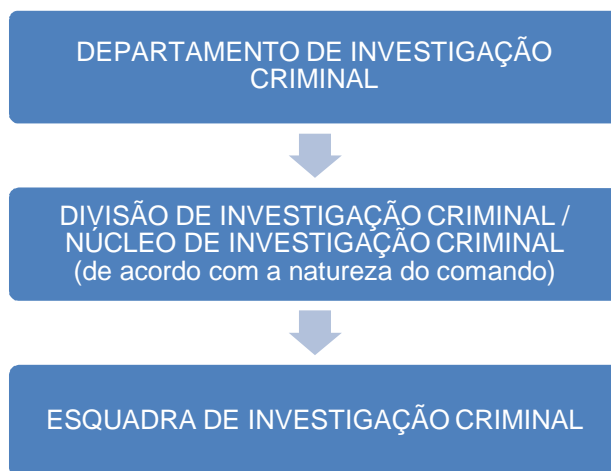 DEPARTAMENTO DE INVESTIGAÇÃO
CRIMINAL
DIVISÃO DE INVESTIGAÇÃO CRIMINAL /
NÚCLEO DE INVESTIGAÇÃO CRIMINAL
(de acordo com a natureza do comando)
ESQUADRA DE INVESTIGAÇÃO CRIMINAL